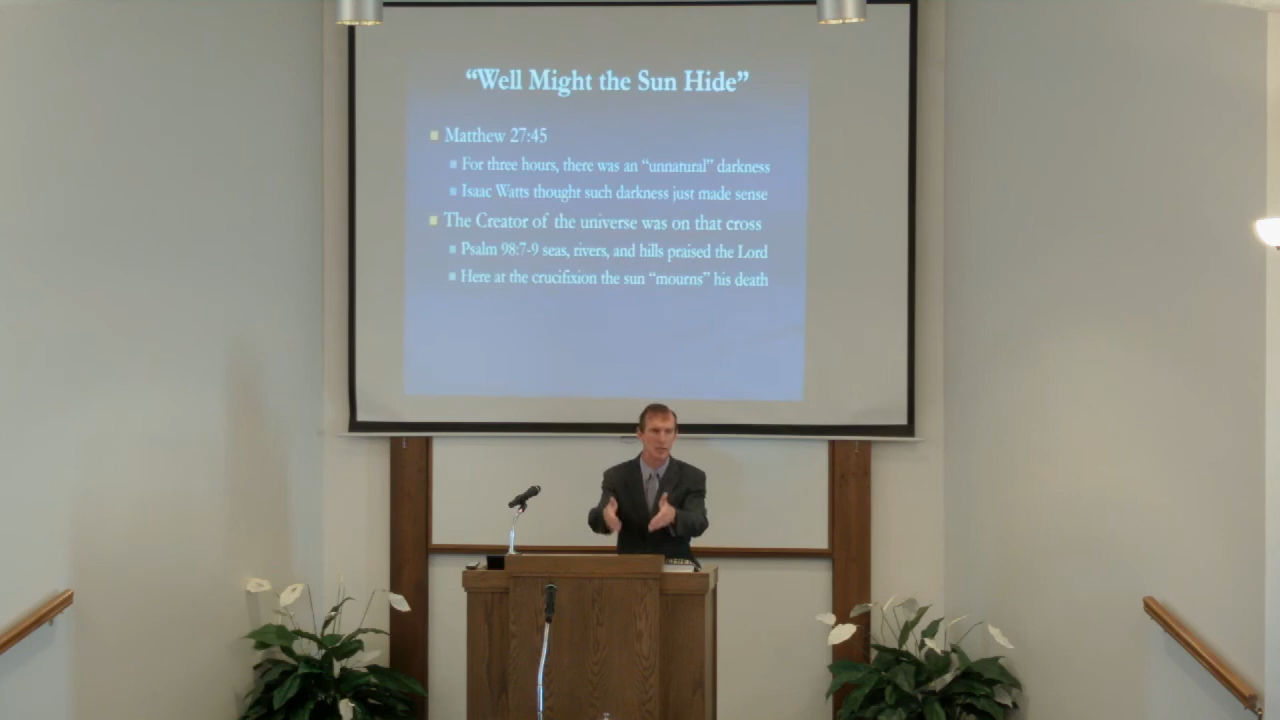 “Well Might the Sun Hide”
Matthew 27:45
For three hours, there was an “unnatural” darkness
Isaac Watts thought such darkness just made sense
The Creator of the universe was on that cross
Psalm 98:7-9 seas, rivers, and hills praised the Lord
Here at the crucifixion the sun “mourns” his death